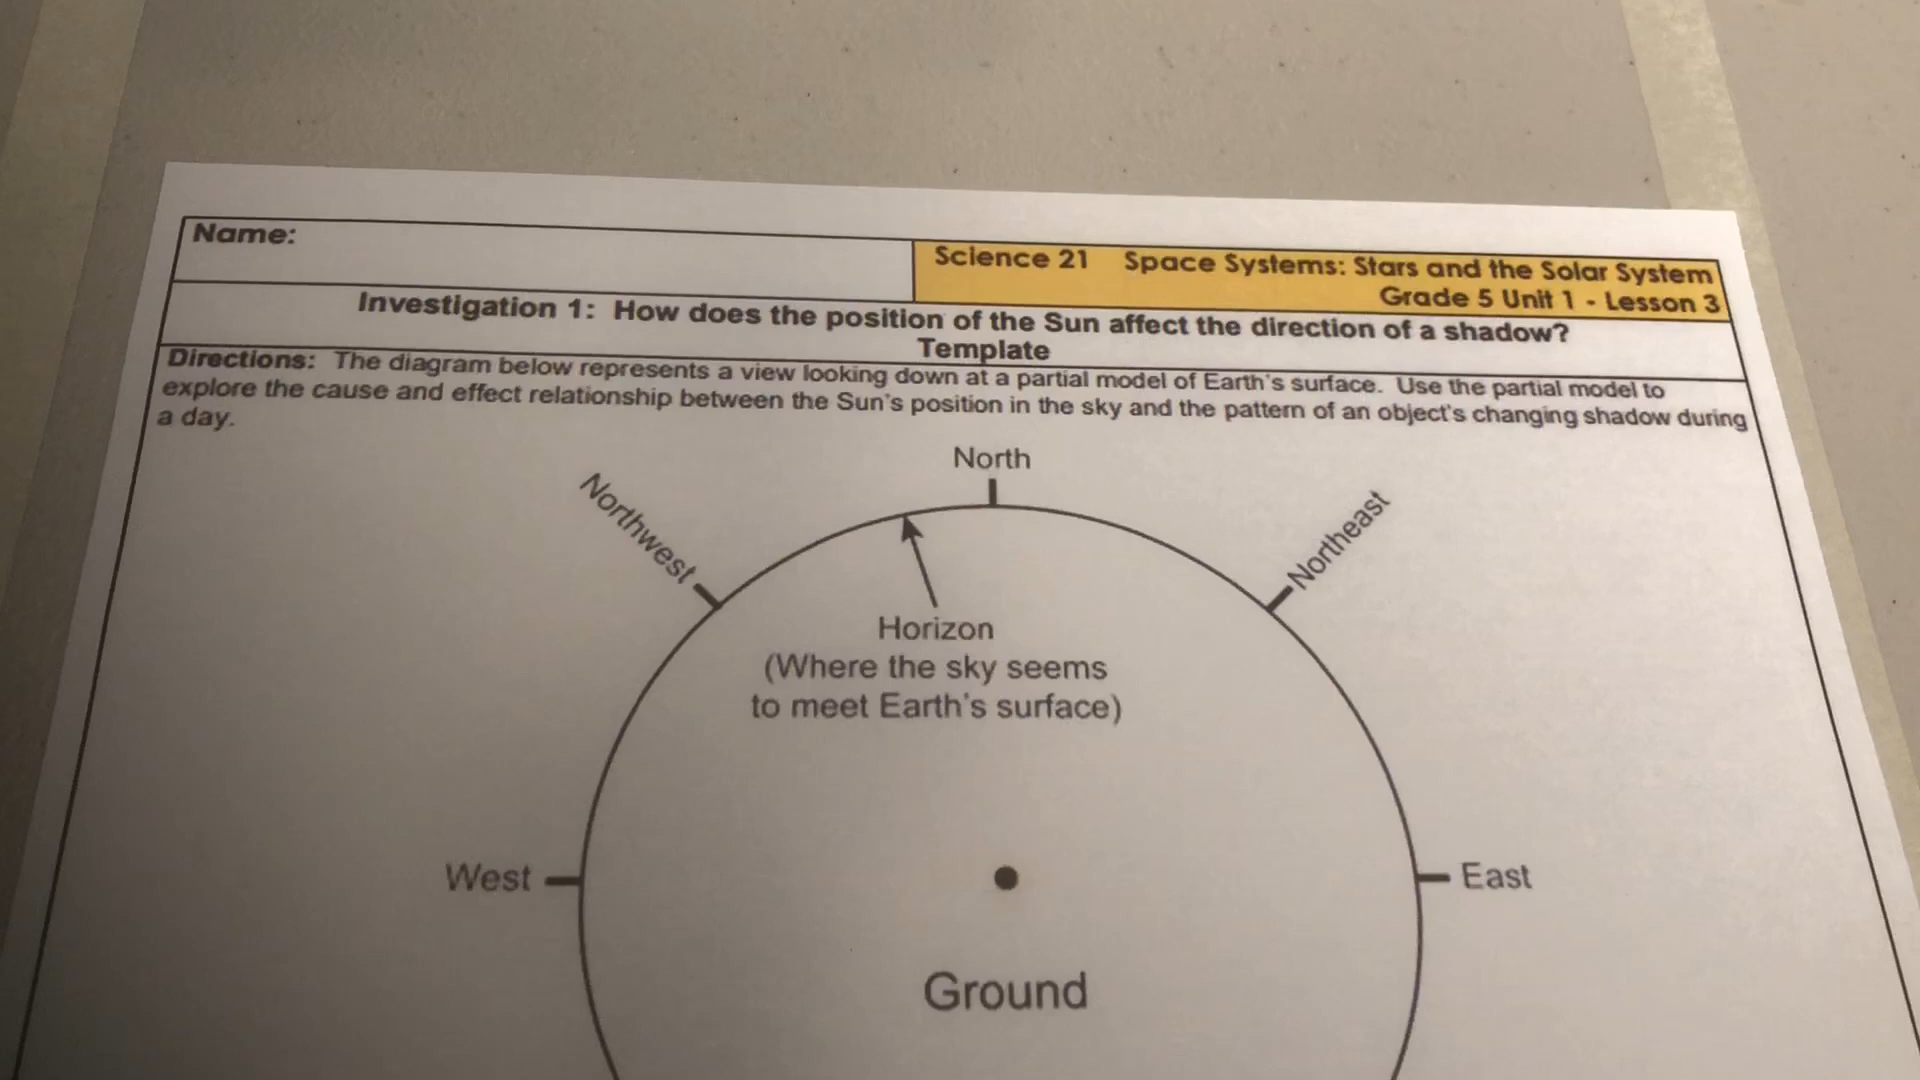 Name:
Science 21 Space Systems: Stars and the Solar System
Grade 5 Unit 1 - Lesson 3
Investigation 1: How does the position of the Sun affect the direction of a shadow?
Template
Directions: The diagram below represents a view looking down at a partial model of Earth's surface. Use the partial model to
explore the cause and effect relationship between the Sun's position in the sky and the pattern of an object's changing shadow during
a day.
North
Northwest
Northeast
Horizon
(Where the sky seems
to meet Earth's surface)
West
East
Ground